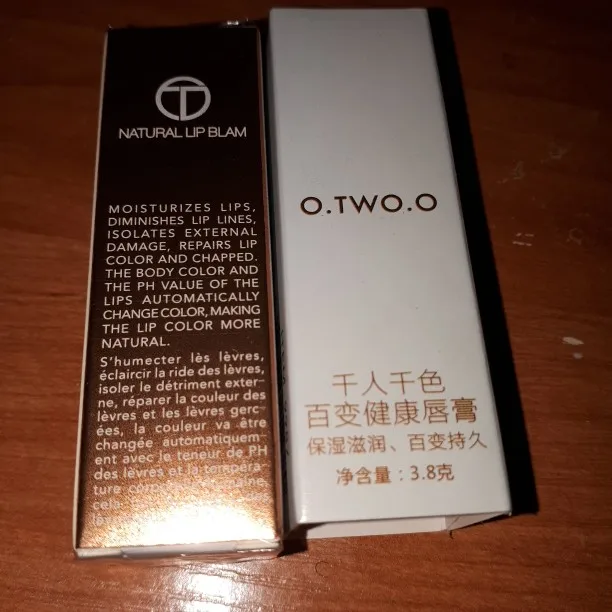 NATURAL LIP BLAM
MOISTURIZES LIPS,
DIMINISHES LIP LINES,
ISOLATES EXTERNAL
DAMAGE, REPAIRS LIP
COLOR AND CHAPPED.
THE BODY COLOR AND
THE PH VALUE OF THE
LIPS AUTOMATICALLY
CHANGE COLOR, MAKING
THE LIP COLOR MORE
NATURAL.
S'humecter lès lèvres,
éclaircir la ride des lèvres,
isoler le détriment exter-
ne, réparer la couleur des
lèvres et les lèvres gerc-
ées, la couleur va être
changée automatiquem-
ent avec le teneur de PH
des lèvres et la tempéra-
ture
cela
O.TWO.O
千人千色
百变健康唇膏
保湿滋润、百变持久
净含量：3.8克